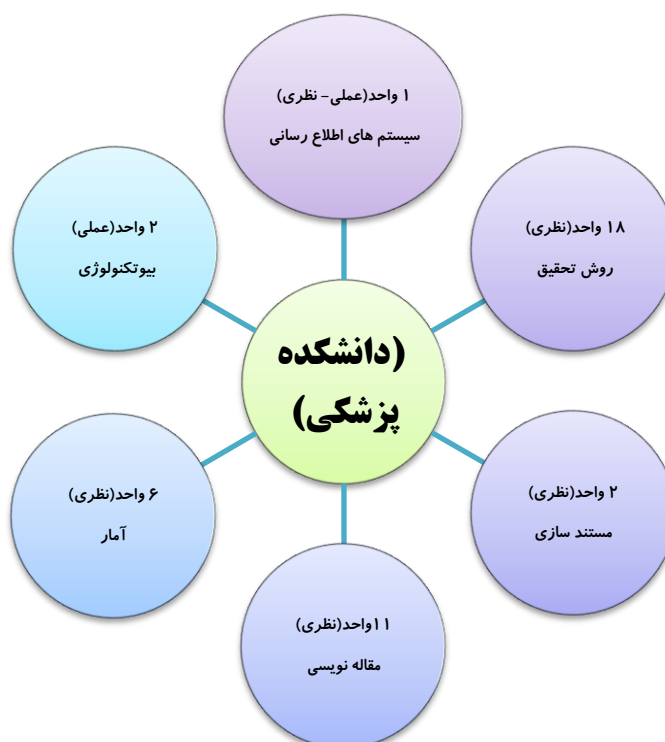 ۱ واحد(عملی- نظری)
سیستم های اطلاع رسانی
۱۸ واحد(نظری)
روش تحقیق
۲ واحد(نظری)
مستند سازی
۱۱واحد(نظری)
مقاله نویسی
۶ واحد(نظری)
آمار
۲ واحد(عملی)
بیوتکنولوژی
(دانشکده
پزشکی)